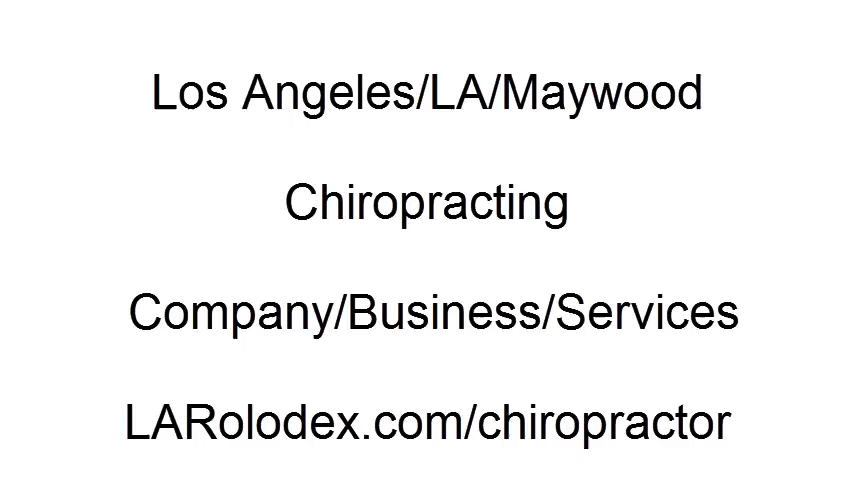 Los Angeles/LA/Maywood
Chiropracting
Company/Business/Services
LARolodex.com/chiropractor